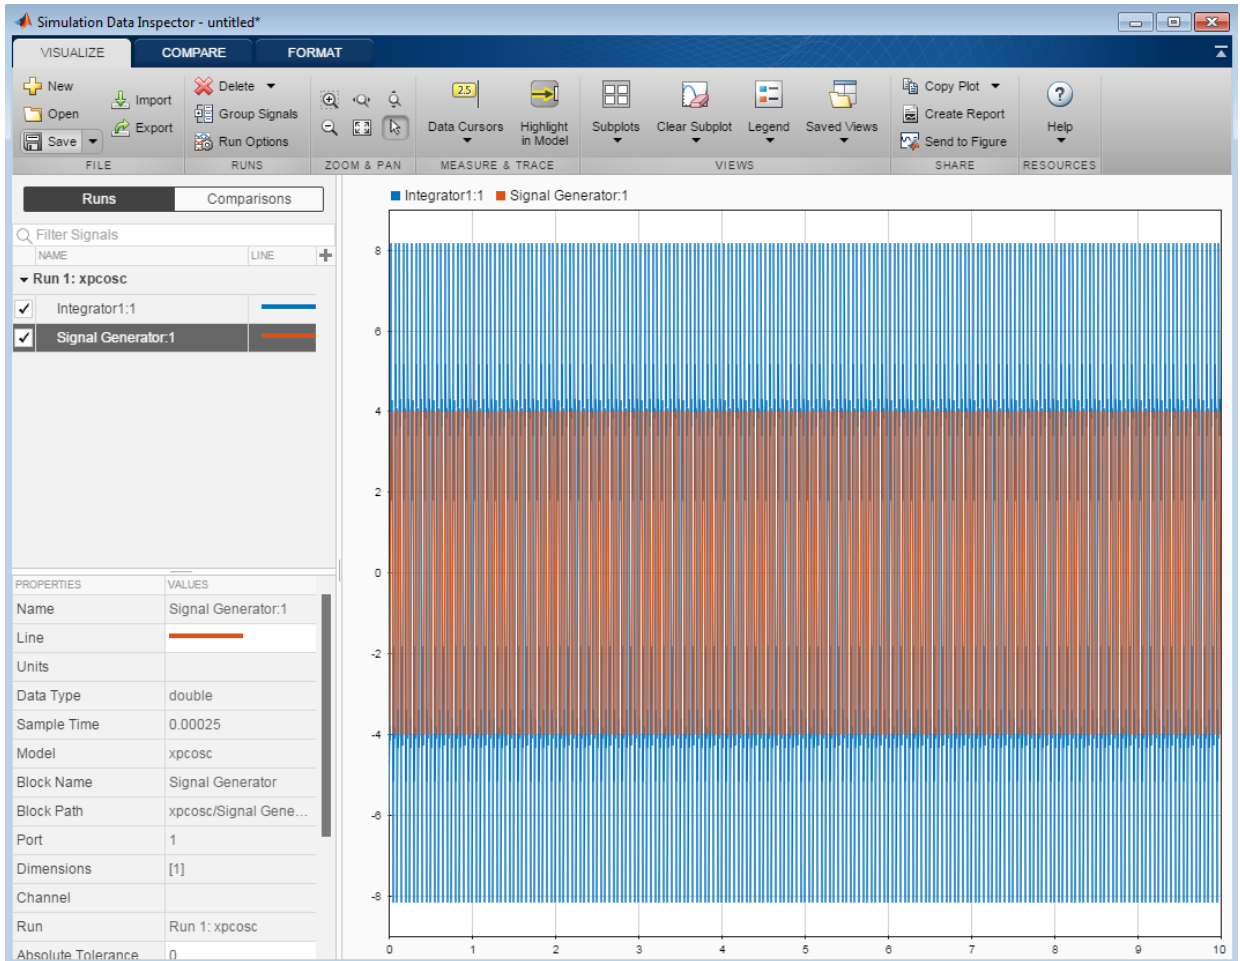 Simulation Data Inspector - untitled*
VISUALIZE COMPARE FORMAT
New
Open
Save
Import
Export
FILE
Delete
Group Signals
Run Options
RUNS
ZOOM & PAN
2.5
Data Cursors
Highlight
in Model
MEASURE & TRACE
Subplots
Clear Subplot
Legend
Saved Views
VIEWS
Copy Plot
Create Report
Send to Figure
SHARE
?
Help
RESOURCES
Runs Comparisons
Filter Signals
NAME LINE
Run 1: xpcosc
Integrator1:1
Signal Generator:1
PROPERTIES VALUES
Name Signal Generator:1
Line
Units
Data Type double
Sample Time 0.00025
Model xpcosc
Block Name Signal Generator
Block Path xpcosc/Signal Gene...
Port 1
Dimensions [1]
Channel
Run Run 1: xpcosc
Absolute Tolerance 0
Integrator1:1 Signal Generator:1
8
6
4
2
0
-2
-4
-6
-8
0 1 2 3 4 5 6 7 8 9 10